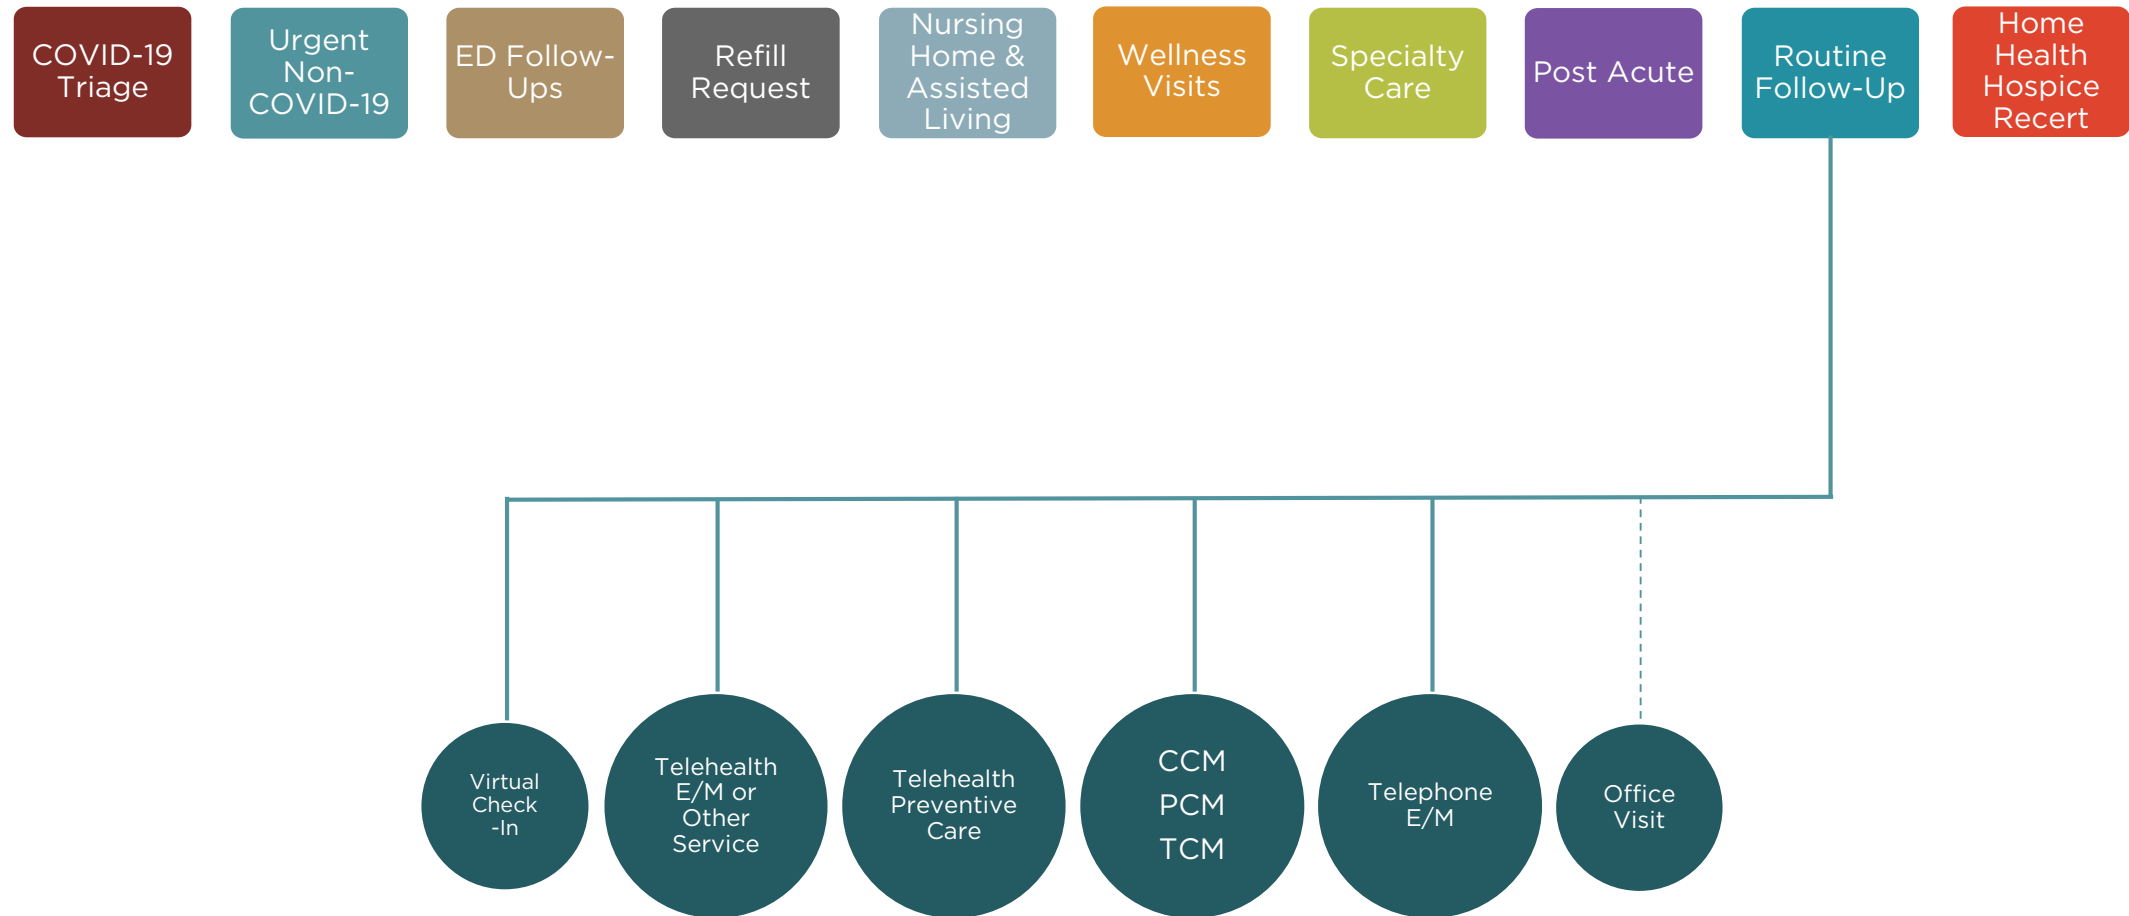 COVID-19
Triage
Urgent
Non-
COVID-19
ED Follow-
Ups
Refill
Request
Nursing
Home &
Assisted
Living
Wellness
Visits
Specialty
Care
Post Acute
Routine
Follow-Up
Home
Health
Hospice
Recert
Virtual
Check
-In
Telehealth
E/M or
Other
Service
Telehealth
Preventive
Care
CCM
PCM
TCM
Telephone
E/M
Office
Visit